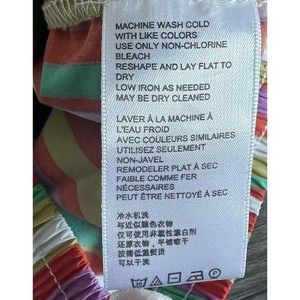 MACHINE WASH COLD
WITH LIKE COLORS
USE ONLY NON-CHLORINE
BLEACH
RESHAPE AND LAY FLAT TO
DRY
LOW IRON AS NEEDED
MAY BE DRY CLEANED
LAVER À LA MACHINE À
L'EAU FROID
AVEC COULEURS SIMILAIRES
UTILISEZ SEULEMENT
NON-JAVEL
REMODELER PLAT À SEC
FAIBLE COMME FER
NÉCESSAIRES
PEUT ÊTRE NETTOYÉ À SEC
冷水机洗
与近似颜色衣物
仅可使用非氯性漂白剂
还原衣物，平铺晾干
按需低温熨烫
可以干洗